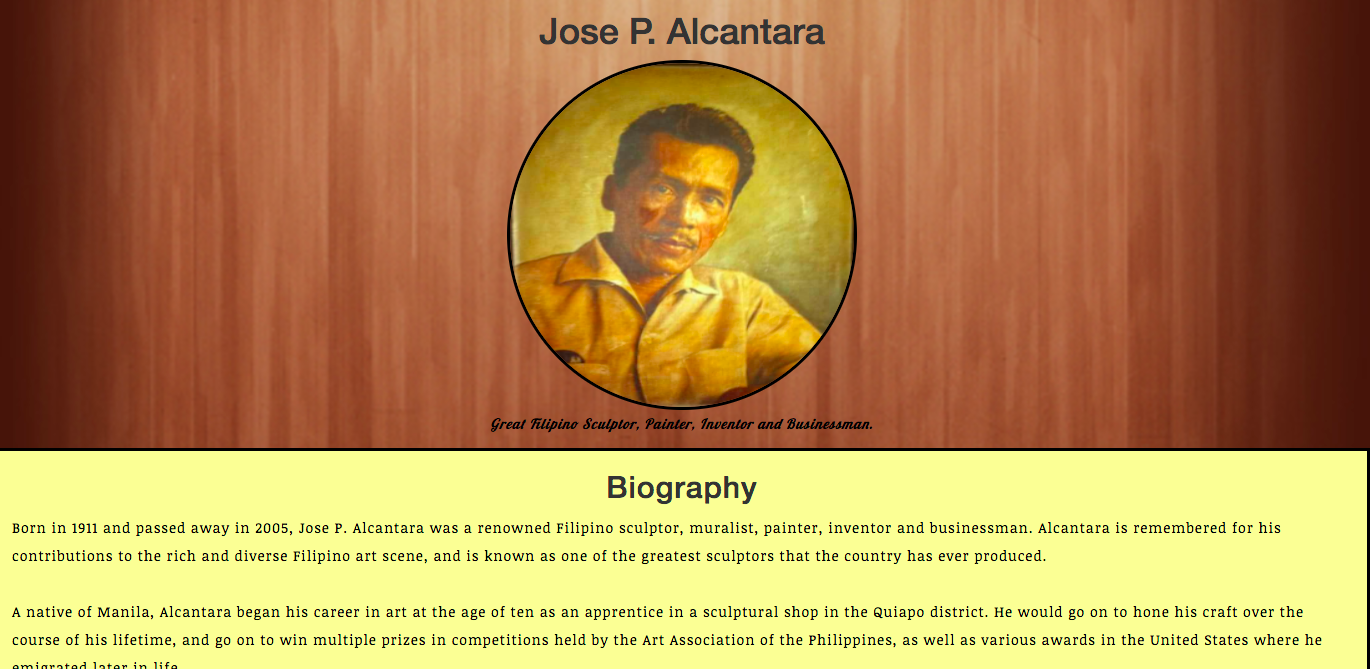 Jose P. Alcantara
Great Filipino Sculptor, Painter, Inventor and Businessman.
Biography
Born in 1911 and passed away in 2005, Jose P. Alcantara was a renowned Filipino sculptor, muralist, painter, inventor and businessman. Alcantara is remembered for his
contributions to the rich and diverse Filipino art scene, and is known as one of the greatest sculptors that the country has ever produced.
A native of Manila, Alcantara began his career in art at the age of ten as an apprentice in a sculptural shop in the Quiapo district. He would go on to hone his craft over the
course of his lifetime, and go on to win multiple prizes in competitions held by the Art Association of the Philippines, as well as various awards in the United States where he
emigrated later in life.